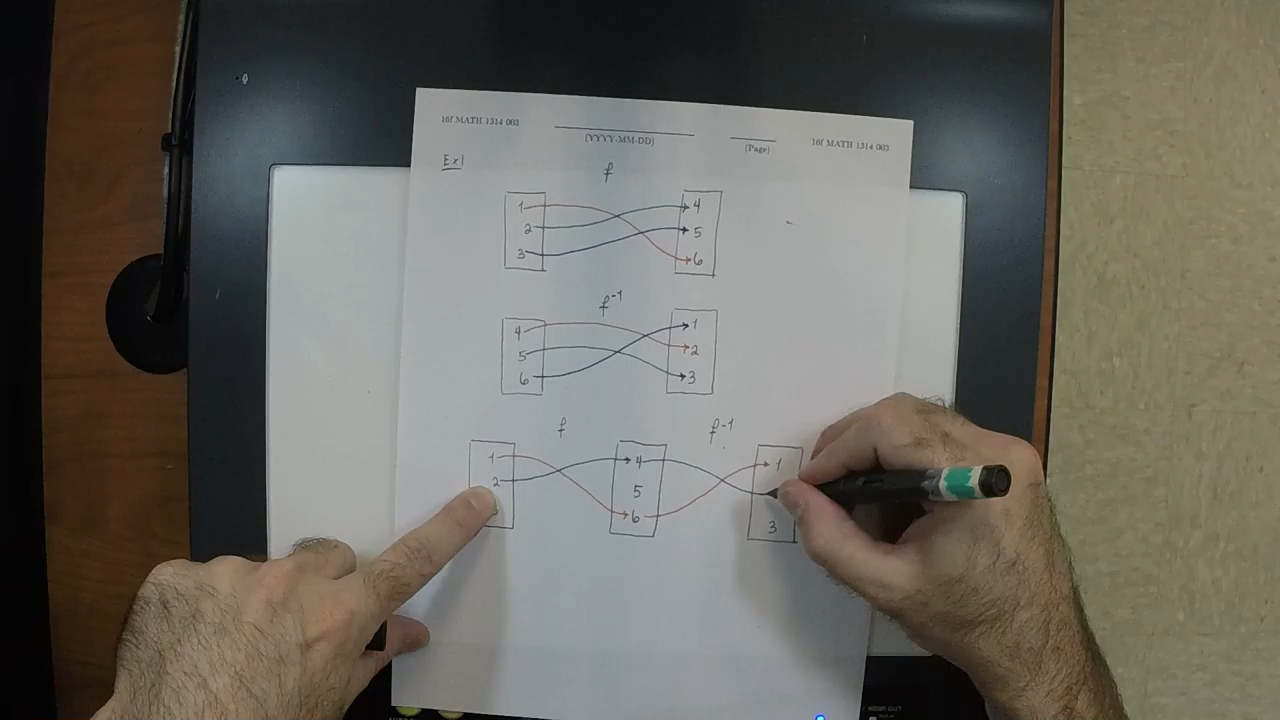 16f MATH 1314 003 (YYYY-MM-DD) (Page) 16f MATH 1314 003
Ex|
f
1 4
2 5
3 6
f⁻¹
4 1
5 2
6 3
f f⁻¹
1 4 1
2 5
6 3